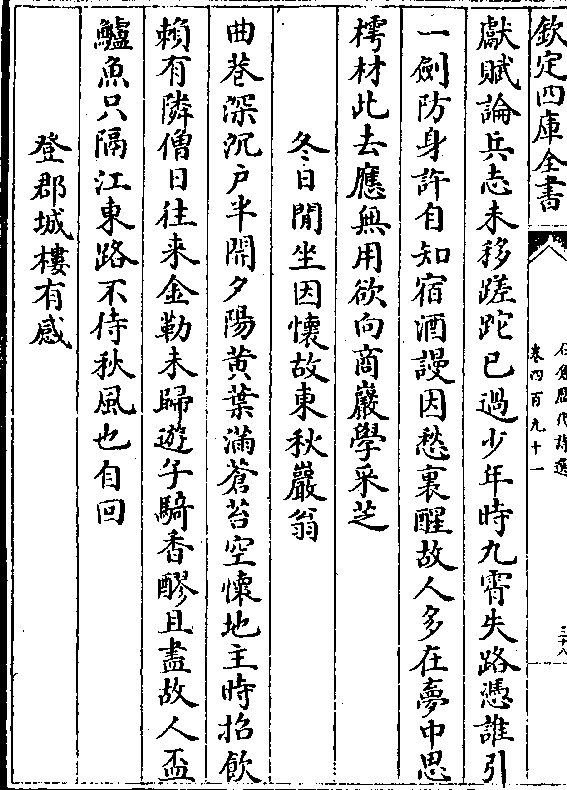 欽定四庫全書
石倉歷代詩選
卷四百九十一
三十八
獻賦論兵志未移蹉跎已過少年時九霄失路憑誰引
一劍防身許自知宿酒謾因愁裏醒故人多在夢中思
樗材此去應無用欲向商巖學采芝
冬日閒坐因懷故東秋巖翁
曲巷深沉户半開夕陽黄葉滿蒼苔空懷地主時招飲
賴有隣僧日往来金勒未歸遊子騎香醪且盡故人盃
鱸魚只隔江東路不待秋風也自回
登郡城樓有感